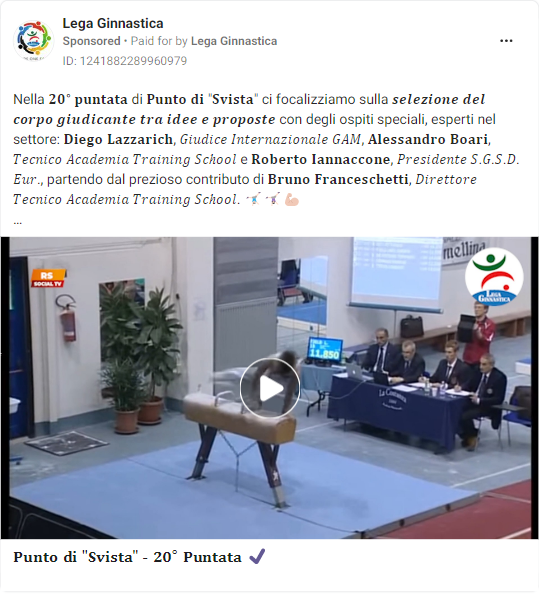 Lega Ginnastica
Sponsored • Paid for by Lega Ginnastica
ID: 1241882289960979
Nella 20° puntata di Punto di "Svista" ci focalizziamo sulla selezione del
corpo giudicante tra idee e proposte con degli ospiti speciali, esperti nel
settore: Diego Lazzarich, Giudice Internazionale GAM, Alessandro Boari,
Tecnico Academia Training School e Roberto Iannaccone, Presidente S.G.S.D.
Eur., partendo dal prezioso contributo di Bruno Franceschetti, Direttore
Tecnico Academia Training School. 🤸🤸💪
...
RS
SOCIAL TV
LEGA
GINNASTICA
11.850
Punto di "Svista" - 20° Puntata ✔